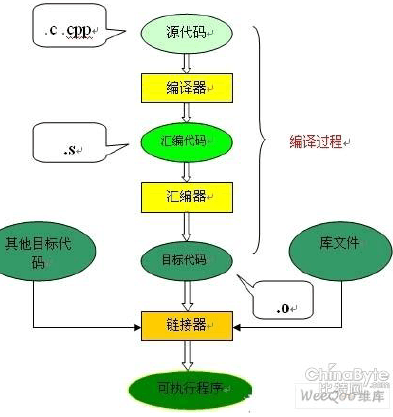 .c .cpp
源代码
编译器
.s
汇编代码
编译过程
汇编器
其他目标代
码
目标代码
库文件
.o
链接器
可执行程序
ChinaByte
比特网
WeeQoo维库